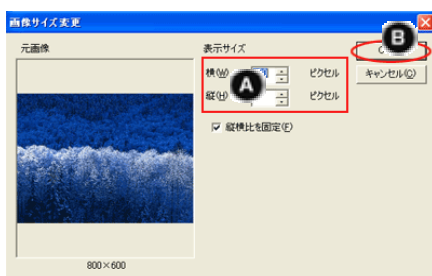 画像サイズ変更
元画像
表示サイズ
横(W)
ピクセル
縦(H)
ピクセル
縦横比を固定(F)
B
A
キャンセル(C)
800×600